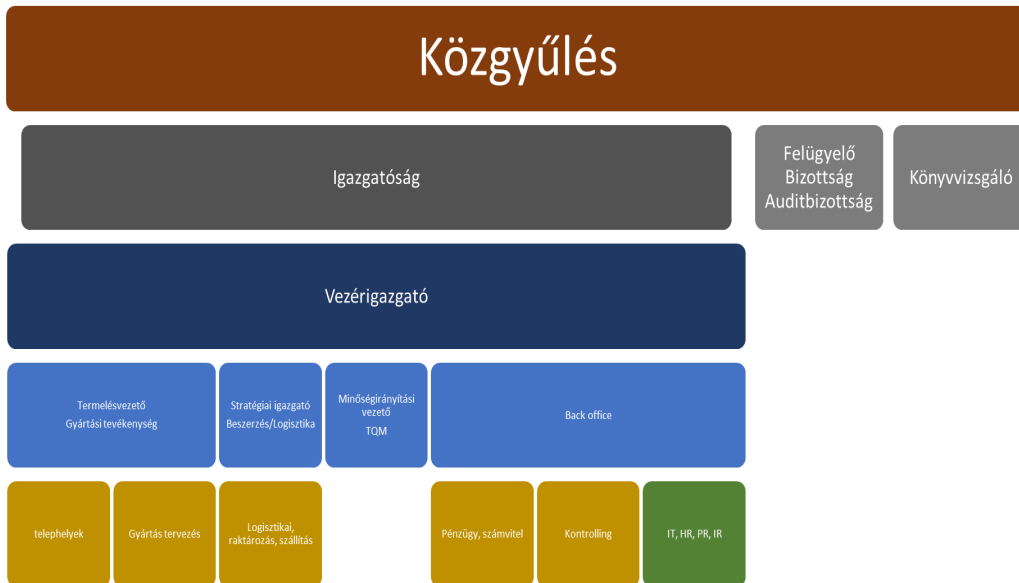 Közgyűlés
Igazgatóság
Felügyelő
Bizottság
Auditbizottság
Könyvvizsgáló
Vezérigazgató
Termelésvezető
Gyártási tevékenység
Stratégiai igazgató
Beszerzés/Logisztika
Minőségirányítási
vezető
TQM
Back office
telephelyek
Gyártás tervezés
Logisztikai,
raktározás, szállítás
Pénzügy, számvitel
Kontrolling
IT, HR, PR, IR